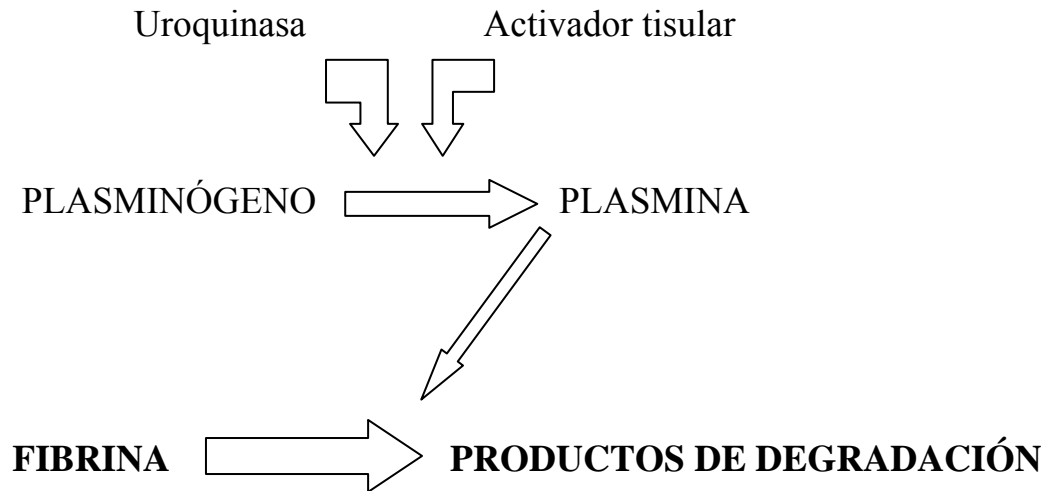 Uroquinasa Activador tisular
PLASMINÓGENO PLASMINA
FIBRINA PRODUCTOS DE DEGRADACIÓN